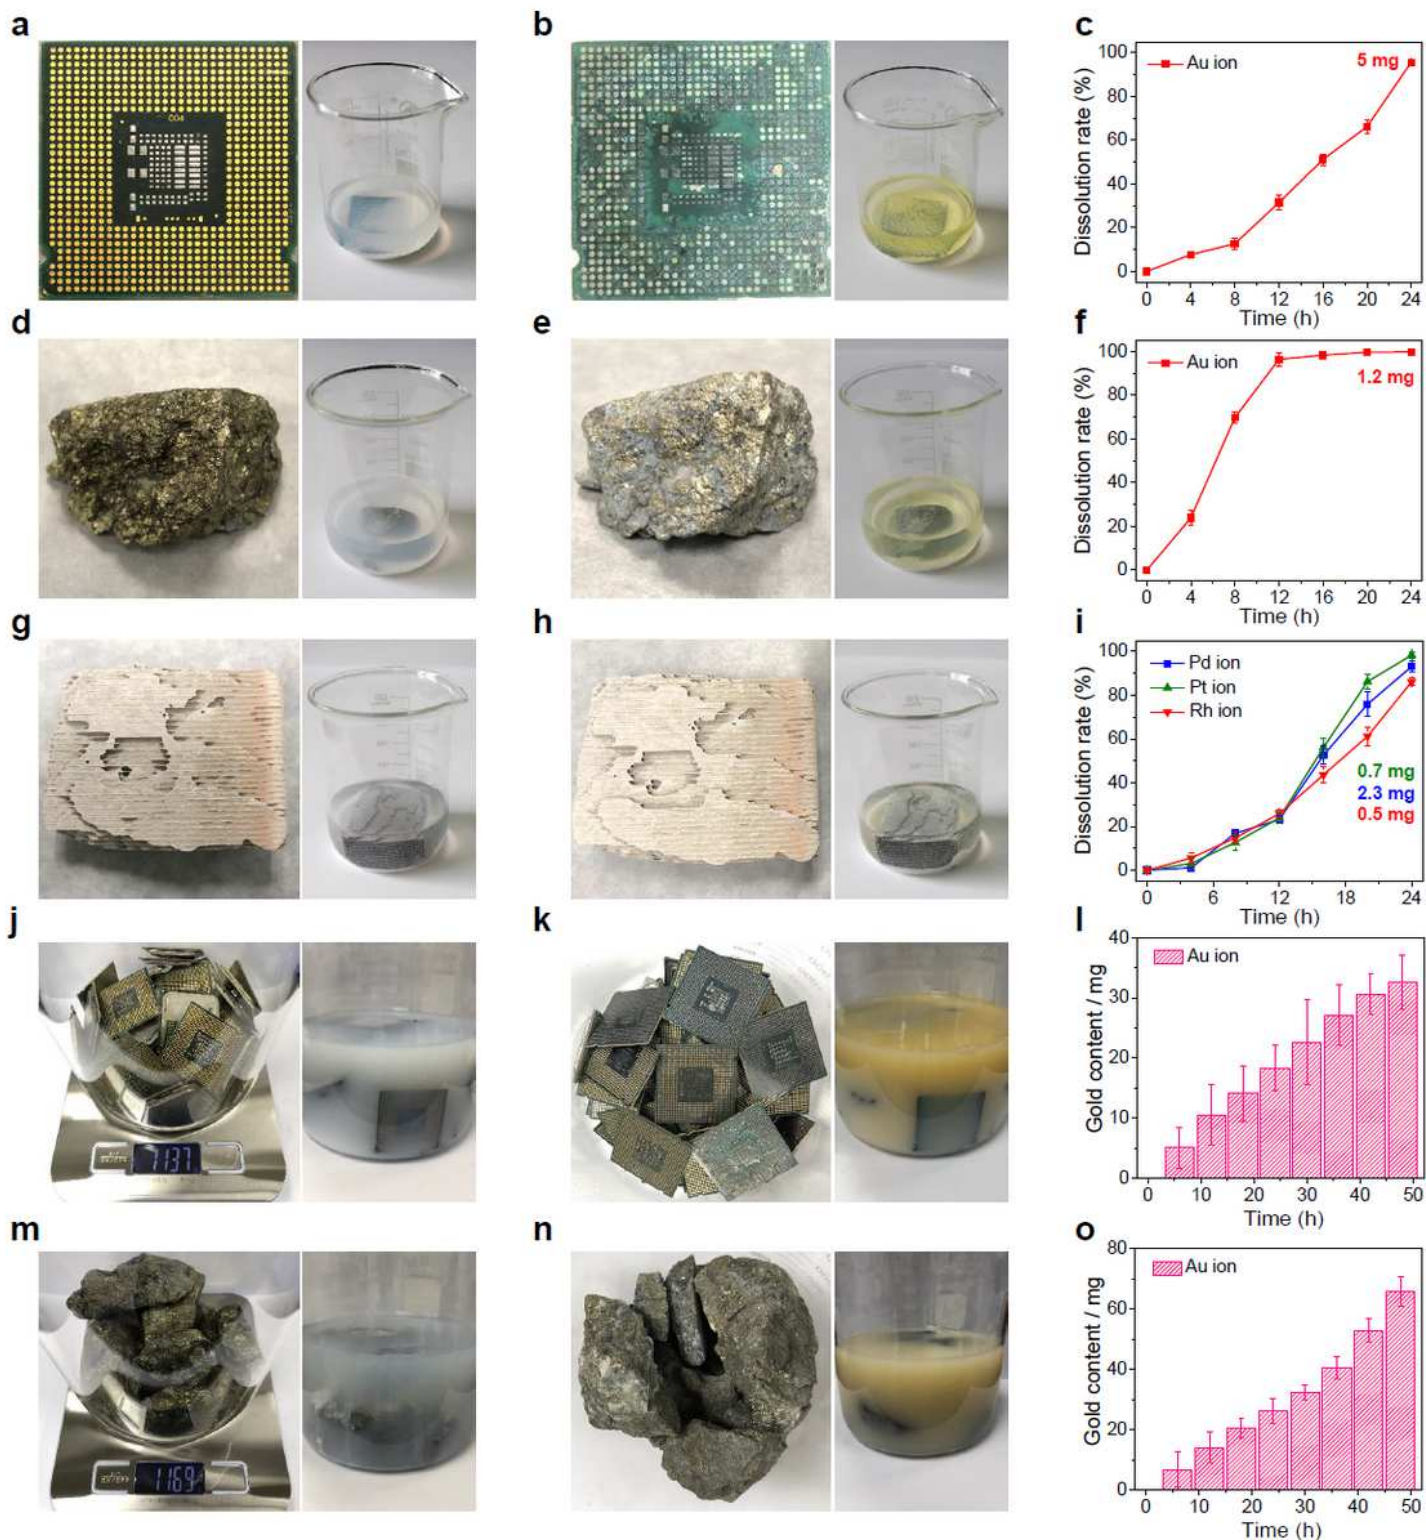 a
b
c
100
80
60
40
20
0
Dissolution rate (%)
Au ion
5 mg
0 4 8 12 16 20 24
Time (h)
004
d
e
f
100
80
60
40
20
0
Dissolution rate (%)
Au ion
1.2 mg
0 4 8 12 16 20 24
Time (h)
g
h
i
100
80
60
40
20
0
Dissolution rate (%)
Pd ion
Pt ion
Rh ion
0.7 mg
2.3 mg
0.5 mg
0 6 12 18 24
Time (h)
j
1137
k
l
40
30
20
10
0
Gold content / mg
Au ion
0 10 20 30 40 50
Time (h)
m
1169
n
o
80
60
40
20
0
Gold content / mg
Au ion
0 10 20 30 40 50
Time (h)